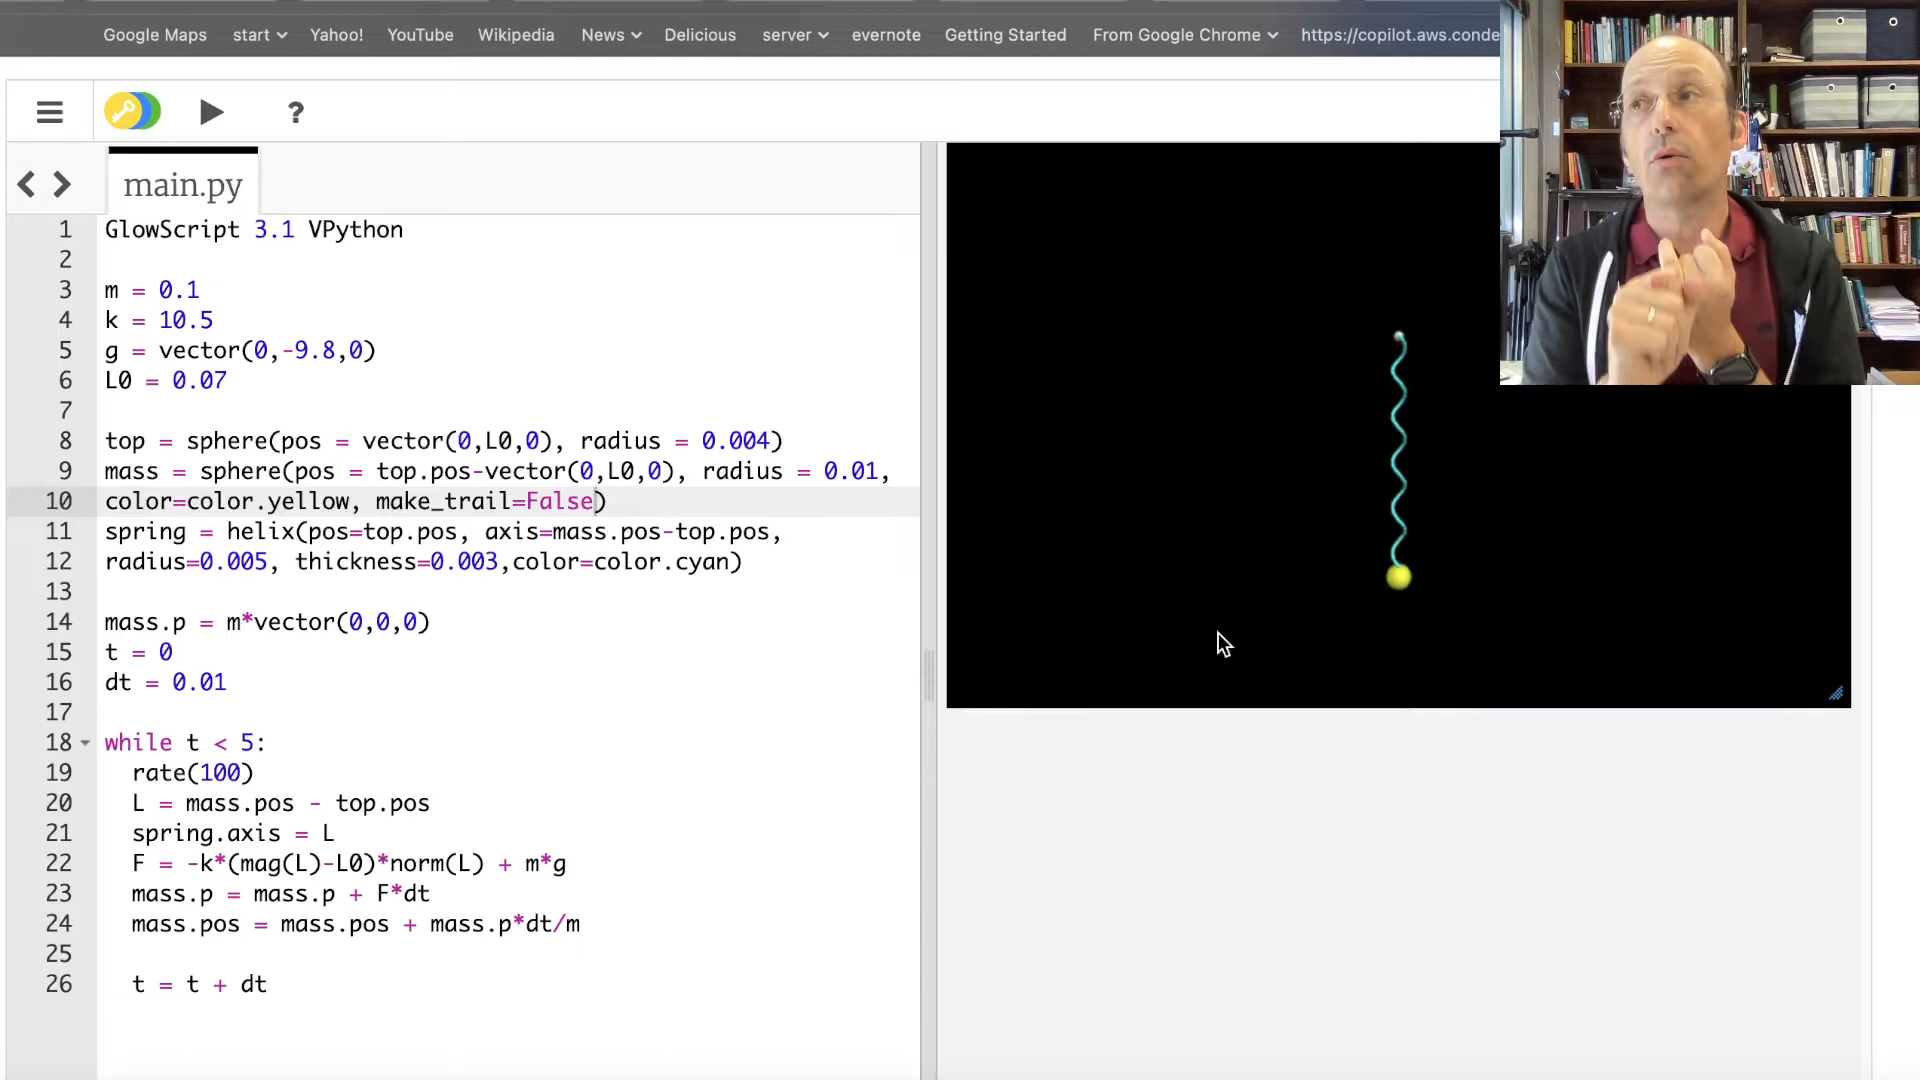 Google Maps start Yahoo! YouTube Wikipedia News Delicious server evernote Getting Started From Google Chrome https://copilot.aws.conde
?
main.py
1 GlowScript 3.1 VPython
2
3 m = 0.1
4 k = 10.5
5 g = vector(0,-9.8,0)
6 L0 = 0.07
7
8 top = sphere(pos = vector(0,L0,0), radius = 0.004)
9 mass = sphere(pos = top.pos-vector(0,L0,0), radius = 0.01,
10 color=color.yellow, make_trail=False)
11 spring = helix(pos=top.pos, axis=mass.pos-top.pos,
12 radius=0.005, thickness=0.003,color=color.cyan)
13
14 mass.p = m*vector(0,0,0)
15 t = 0
16 dt = 0.01
17
18 while t < 5:
19 rate(100)
20 L = mass.pos - top.pos
21 spring.axis = L
22 F = -k*(mag(L)-L0)*norm(L) + m*g
23 mass.p = mass.p + F*dt
24 mass.pos = mass.pos + mass.p*dt/m
25
26 t = t + dt